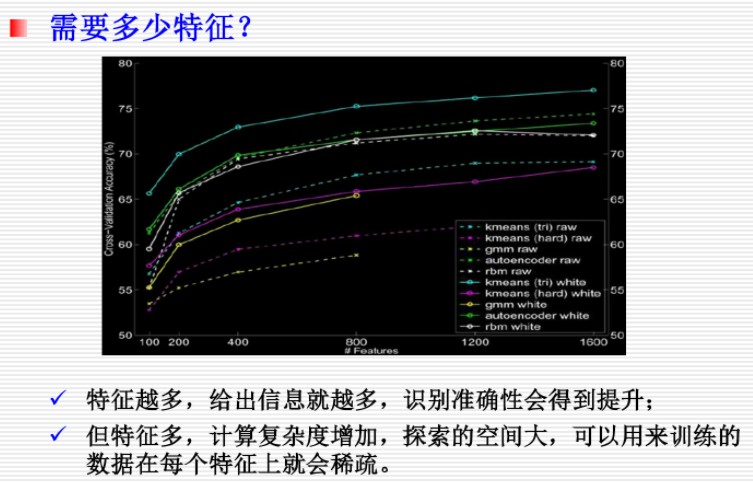 需要多少特征？
80
75
70
65
60
55
50
80
75
70
65
60
55
50
Cross-Validation Accuracy (%)
kmeans (tri) raw
kmeans (hard) raw
gmm raw
autoencoder raw
rbm raw
kmeans (tri) white
kmeans (hard) white
gmm white
autoencoder white
rbm white
100 200 400 800 1200 1600
# Features
特征越多，给出信息就越多，识别准确性会得到提升；
但特征多，计算复杂度增加，探索的空间大，可以用来训练的
数据在每个特征上就会稀疏。